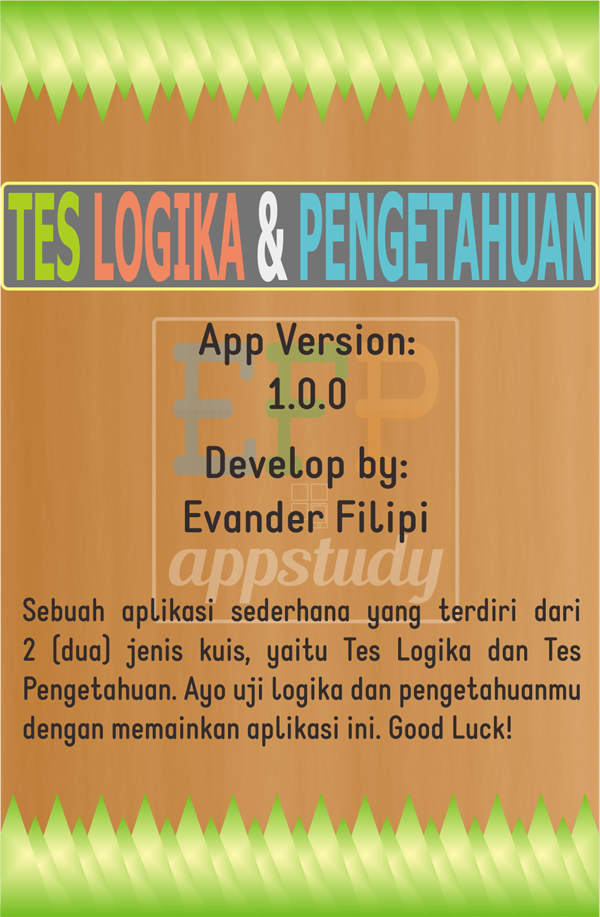 TES LOGIKA & PENGETAHUAN
App Version:
1.0.0
Develop by:
Evander Filipi
EFP
appstudy
Sebuah aplikasi sederhana yang terdiri dari
2 (dua) jenis kuis, yaitu Tes Logika dan Tes
Pengetahuan. Ayo uji logika dan pengetahuanmu
dengan memainkan aplikasi ini. Good Luck!